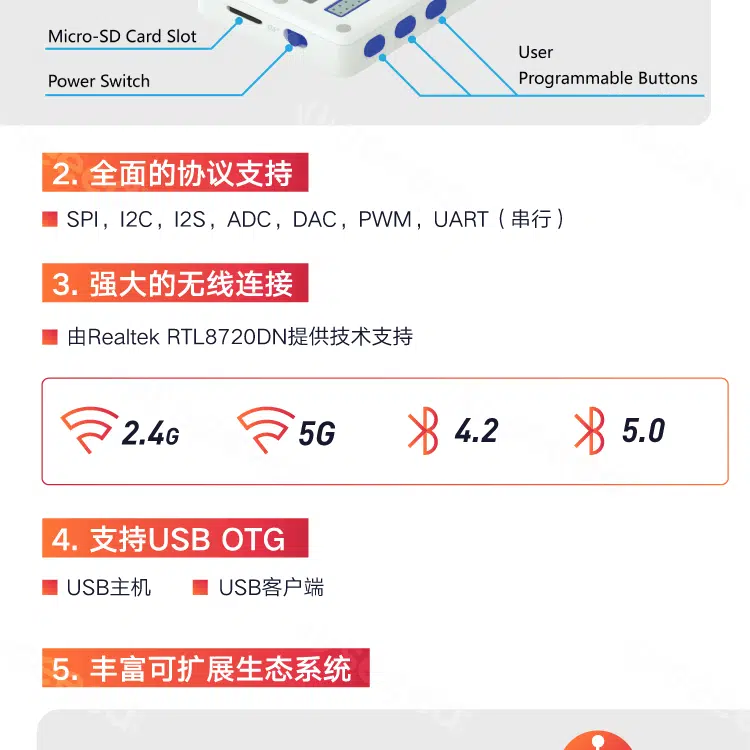 Micro-SD Card Slot
Power Switch
User
Programmable Buttons
2. 全面的协议支持
SPI，I2C，I2S，ADC，DAC，PWM，UART（串行）
3. 强大的无线连接
由Realtek RTL8720DN提供技术支持
2.4G 5G 4.2 5.0
4. 支持USB OTG
USB主机 USB客户端
5. 丰富可扩展生态系统